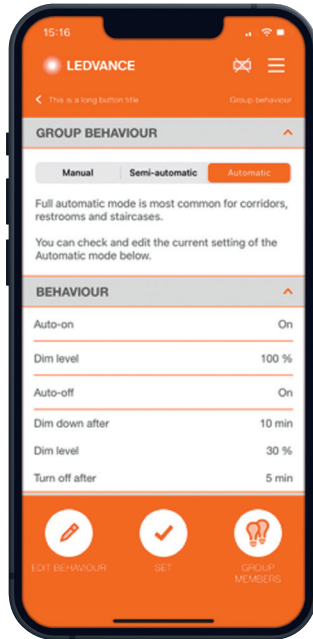 15:16
LEDVANCE
This is a long button title Group behaviour
GROUP BEHAVIOUR
Manual Semi-automatic Automatic
Full automatic mode is most common for corridors,
restrooms and staircases.
You can check and edit the current setting of the
Automatic mode below.
BEHAVIOUR
Auto-on On
Dim level 100 %
Auto-off On
Dim down after 10 min
Dim level 30 %
Turn off after 5 min
EDIT BEHAVIOUR SET GROUP
MEMBERS